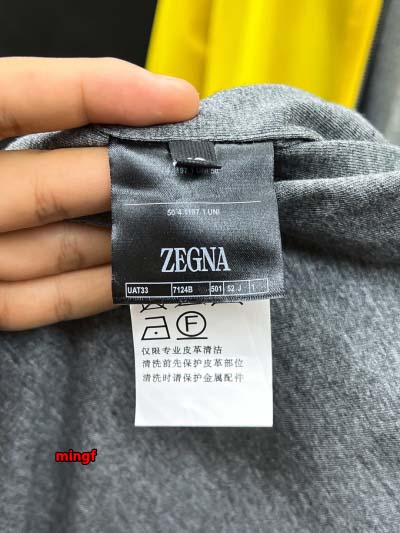 50 4 1197 1 UNI
ZEGNA
UAT33 7124B 501 52 J 1
F
仅限专业皮革清洁
清洗前先保护皮革部位
清洗时请保护金属配件
mingf